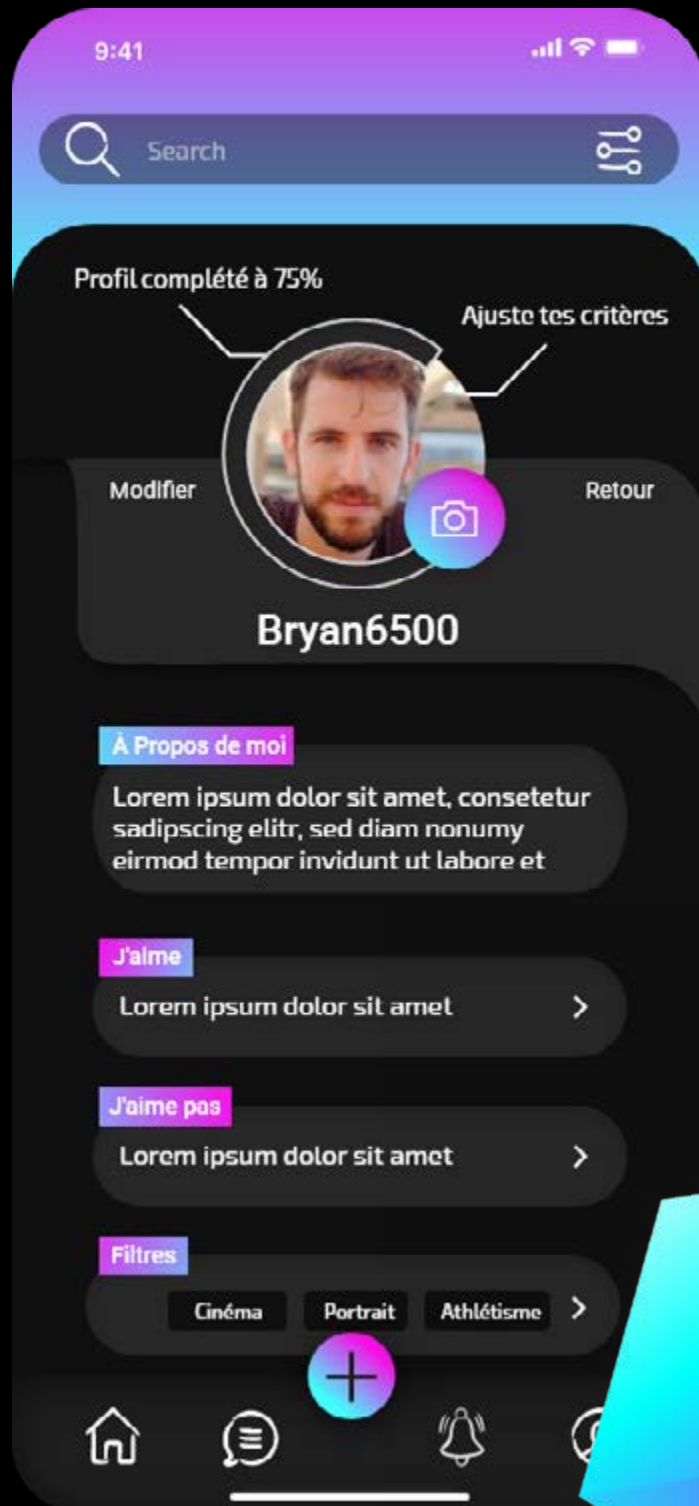 9:41
Search
Profil complété à 75%
Ajuste tes critères
Modifier
Retour
Bryan6500
À Propos de moi
Lorem ipsum dolor sit amet, consetetur
sadipscing elitr, sed diam nonumy
eirmod tempor invidunt ut labore et
J'aime
Lorem ipsum dolor sit amet
J'aime pas
Lorem ipsum dolor sit amet
Filtres
Cinéma Portrait Athlétisme